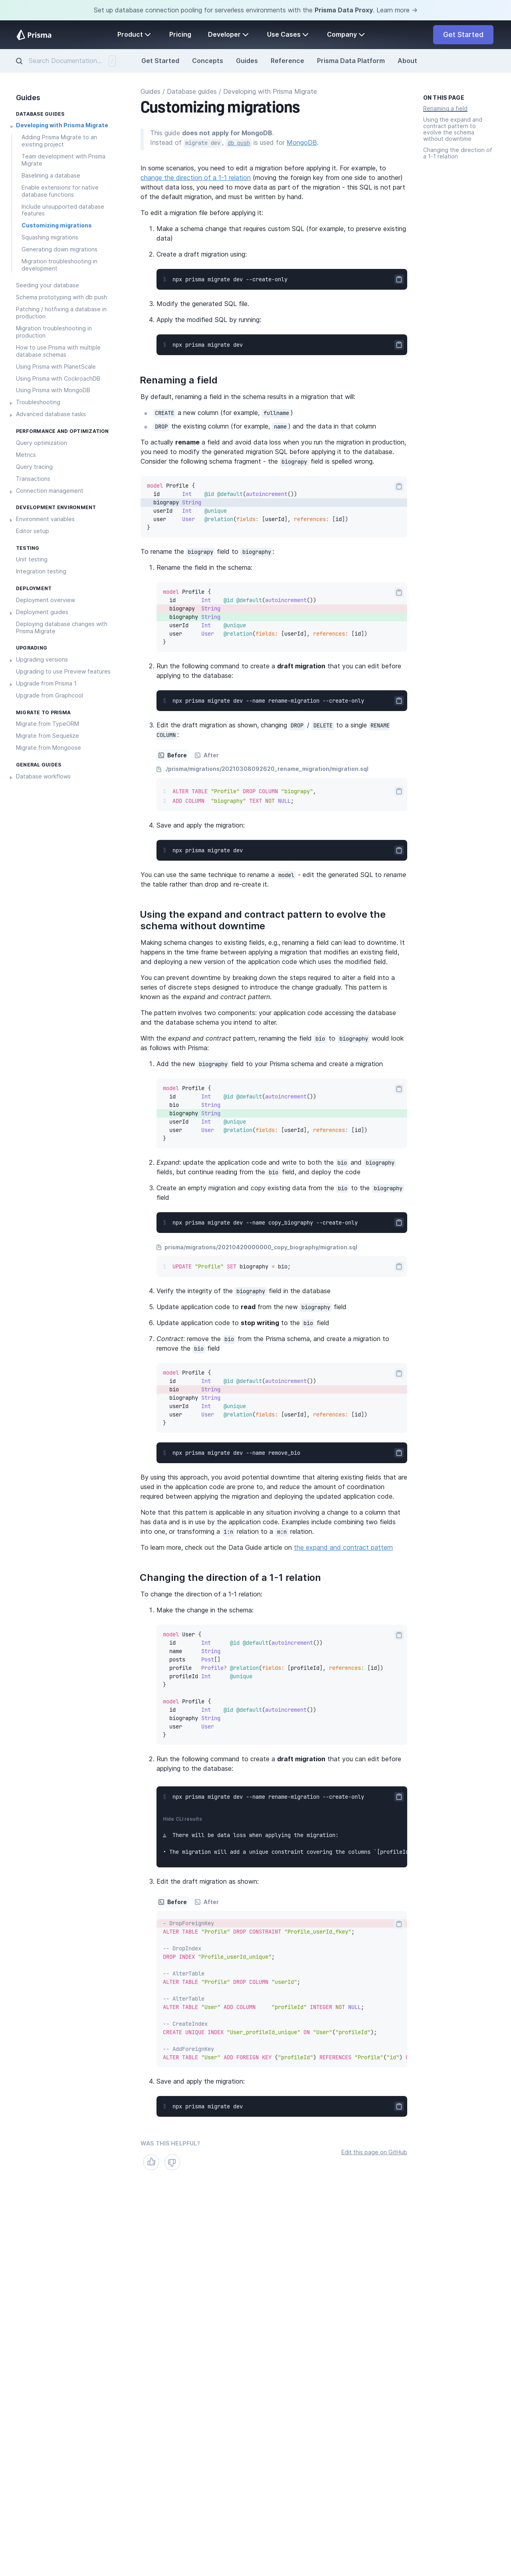 Set up database connection pooling for serverless environments with the Prisma Data Proxy. Learn more →
Prisma
Product
Pricing
Developer
Use Cases
Company
Get Started
Search Documentation...
/
Get Started
Concepts
Guides
Reference
Prisma Data Platform
About
Guides
DATABASE GUIDES
Developing with Prisma Migrate
Adding Prisma Migrate to an
existing project
Team development with Prisma
Migrate
Baselining a database
Enable extensions for native
database functions
Include unsupported database
features
Customizing migrations
Squashing migrations
Generating down migrations
Migration troubleshooting in
development
Seeding your database
Schema prototyping with db push
Patching / hotfixing a database in
production
Migration troubleshooting in
production
How to use Prisma with multiple
database schemas
Using Prisma with PlanetScale
Using Prisma with CockroachDB
Using Prisma with MongoDB
Troubleshooting
Advanced database tasks
PERFORMANCE AND OPTIMIZATION
Query optimization
Metrics
Query tracing
Transactions
Connection management
DEVELOPMENT ENVIRONMENT
Environment variables
Editor setup
TESTING
Unit testing
Integration testing
DEPLOYMENT
Deployment overview
Deployment guides
Deploying database changes with
Prisma Migrate
UPGRADING
Upgrading versions
Upgrading to use Preview features
Upgrade from Prisma 1
Upgrade from Graphcool
MIGRATE TO PRISMA
Migrate from TypeORM
Migrate from Sequelize
Migrate from Mongoose
GENERAL GUIDES
Database workflows
Guides / Database guides / Developing with Prisma Migrate
Customizing migrations
This guide does not apply for MongoDB.
Instead of migrate dev, db push is used for MongoDB.
In some scenarios, you need to edit a migration before applying it. For example, to
change the direction of a 1-1 relation (moving the foreign key from one side to another)
without data loss, you need to move data as part of the migration - this SQL is not part
of the default migration, and must be written by hand.
To edit a migration file before applying it:
1. Make a schema change that requires custom SQL (for example, to preserve existing
data)
2. Create a draft migration using:
npx prisma migrate dev --create-only
3. Modify the generated SQL file.
4. Apply the modified SQL by running:
npx prisma migrate dev
Renaming a field
By default, renaming a field in the schema results in a migration that will:
CREATE a new column (for example, fullname)
DROP the existing column (for example, name) and the data in that column
To actually rename a field and avoid data loss when you run the migration in production,
you need to modify the generated migration SQL before applying it to the database.
Consider the following schema fragment - the biograpy field is spelled wrong.
model Profile {
id Int @id @default(autoincrement())
biograpy String
userId Int @unique
user User @relation(fields: [userId], references: [id])
}
To rename the biograpy field to biography:
1. Rename the field in the schema:
model Profile {
id Int @id @default(autoincrement())
biograpy String
biography String
userId Int @unique
user User @relation(fields: [userId], references: [id])
}
2. Run the following command to create a draft migration that you can edit before
applying to the database:
npx prisma migrate dev --name rename-migration --create-only
3. Edit the draft migration as shown, changing DROP / DELETE to a single RENAME
COLUMN:
Before
After
./prisma/migrations/20210308092620_rename_migration/migration.sql
1 ALTER TABLE "Profile" DROP COLUMN "biograpy",
2 ADD COLUMN "biography" TEXT NOT NULL;
4. Save and apply the migration:
npx prisma migrate dev
You can use the same technique to rename a model - edit the generated SQL to rename
the table rather than drop and re-create it.
Using the expand and contract pattern to evolve the
schema without downtime
Making schema changes to existing fields, e.g., renaming a field can lead to downtime. It
happens in the time frame between applying a migration that modifies an existing field,
and deploying a new version of the application code which uses the modified field.
You can prevent downtime by breaking down the steps required to alter a field into a
series of discrete steps designed to introduce the change gradually. This pattern is
known as the expand and contract pattern.
The pattern involves two components: your application code accessing the database
and the database schema you intend to alter.
With the expand and contract pattern, renaming the field bio to biography would look
as follows with Prisma:
1. Add the new biography field to your Prisma schema and create a migration
model Profile {
id Int @id @default(autoincrement())
bio String
biography String
userId Int @unique
user User @relation(fields: [userId], references: [id])
}
2. Expand: update the application code and write to both the bio and biography
fields, but continue reading from the bio field, and deploy the code
3. Create an empty migration and copy existing data from the bio to the biography
field
npx prisma migrate dev --name copy_biography --create-only
prisma/migrations/20210420000000_copy_biography/migration.sql
1 UPDATE "Profile" SET biography = bio;
4. Verify the integrity of the biography field in the database
5. Update application code to read from the new biography field
6. Update application code to stop writing to the bio field
7. Contract: remove the bio from the Prisma schema, and create a migration to
remove the bio field
model Profile {
id Int @id @default(autoincrement())
bio String
biography String
userId Int @unique
user User @relation(fields: [userId], references: [id])
}
npx prisma migrate dev --name remove_bio
By using this approach, you avoid potential downtime that altering existing fields that are
used in the application code are prone to, and reduce the amount of coordination
required between applying the migration and deploying the updated application code.
Note that this pattern is applicable in any situation involving a change to a column that
has data and is in use by the application code. Examples include combining two fields
into one, or transforming a 1:n relation to a m:n relation.
To learn more, check out the Data Guide article on the expand and contract pattern
Changing the direction of a 1-1 relation
To change the direction of a 1-1 relation:
1. Make the change in the schema:
model User {
id Int @id @default(autoincrement())
name String
posts Post[]
profile Profile? @relation(fields: [profileId], references: [id])
profileId Int @unique
}
model Profile {
id Int @id @default(autoincrement())
biography String
user User
}
2. Run the following command to create a draft migration that you can edit before
applying to the database:
npx prisma migrate dev --name rename-migration --create-only
Hide CLI results
⚠ There will be data loss when applying the migration:
• The migration will add a unique constraint covering the columns `[profileId
3. Edit the draft migration as shown:
Before
After
- DropForeignKey
ALTER TABLE "Profile" DROP CONSTRAINT "Profile_userId_fkey";
-- DropIndex
DROP INDEX "Profile_userId_unique";
-- AlterTable
ALTER TABLE "Profile" DROP COLUMN "userId";
-- AlterTable
ALTER TABLE "User" ADD COLUMN "profileId" INTEGER NOT NULL;
-- CreateIndex
CREATE UNIQUE INDEX "User_profileId_unique" ON "User"("profileId");
-- AddForeignKey
ALTER TABLE "User" ADD FOREIGN KEY ("profileId") REFERENCES "Profile"("id")
4. Save and apply the migration:
npx prisma migrate dev
WAS THIS HELPFUL?
Edit this page on GitHub
ON THIS PAGE
Renaming a field
Using the expand and
contract pattern to
evolve the schema
without downtime
Changing the direction of
a 1-1 relation